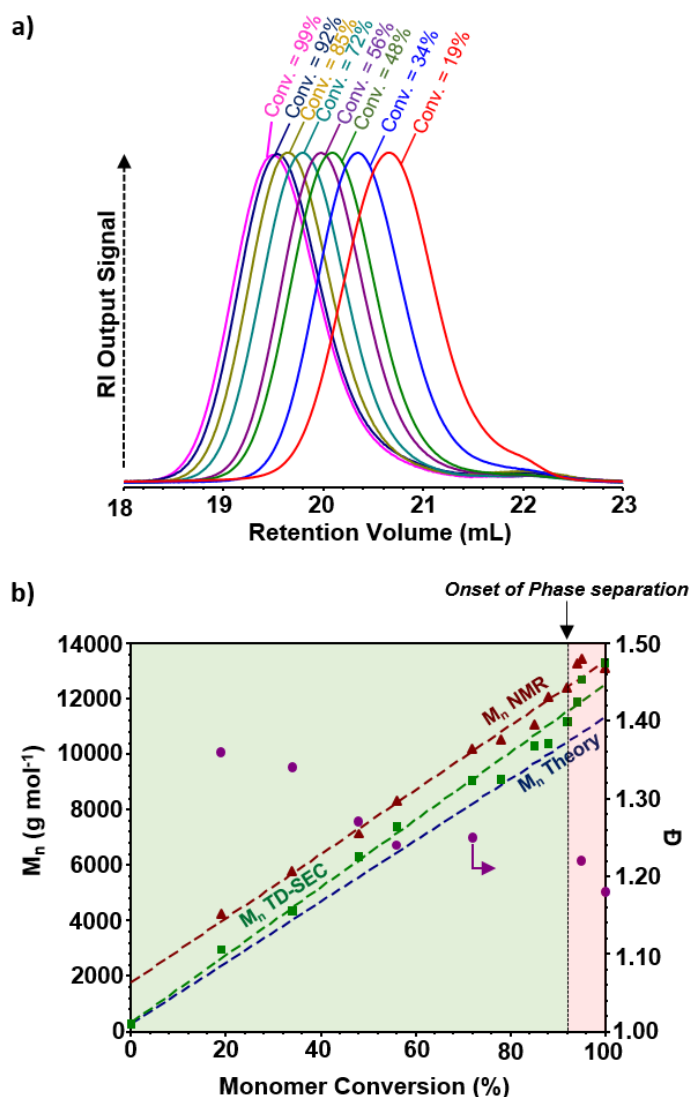 a)
Conv. = 99%
Conv. = 92%
Conv. = 85%
Conv. = 72%
Conv. = 56%
Conv. = 48%
Conv. = 34%
Conv. = 19%
RI Output Signal
18 19 20 21 22 23
Retention Volume (mL)
b)
Onset of Phase separation
14000
12000
10000
8000
6000
4000
2000
0
Mn (g mol-1)
Mn NMR
Mn TD-SEC
Mn Theory
1.50
1.40
1.30
1.20
1.10
1.00
Đ
0 20 40 60 80 100
Monomer Conversion (%)